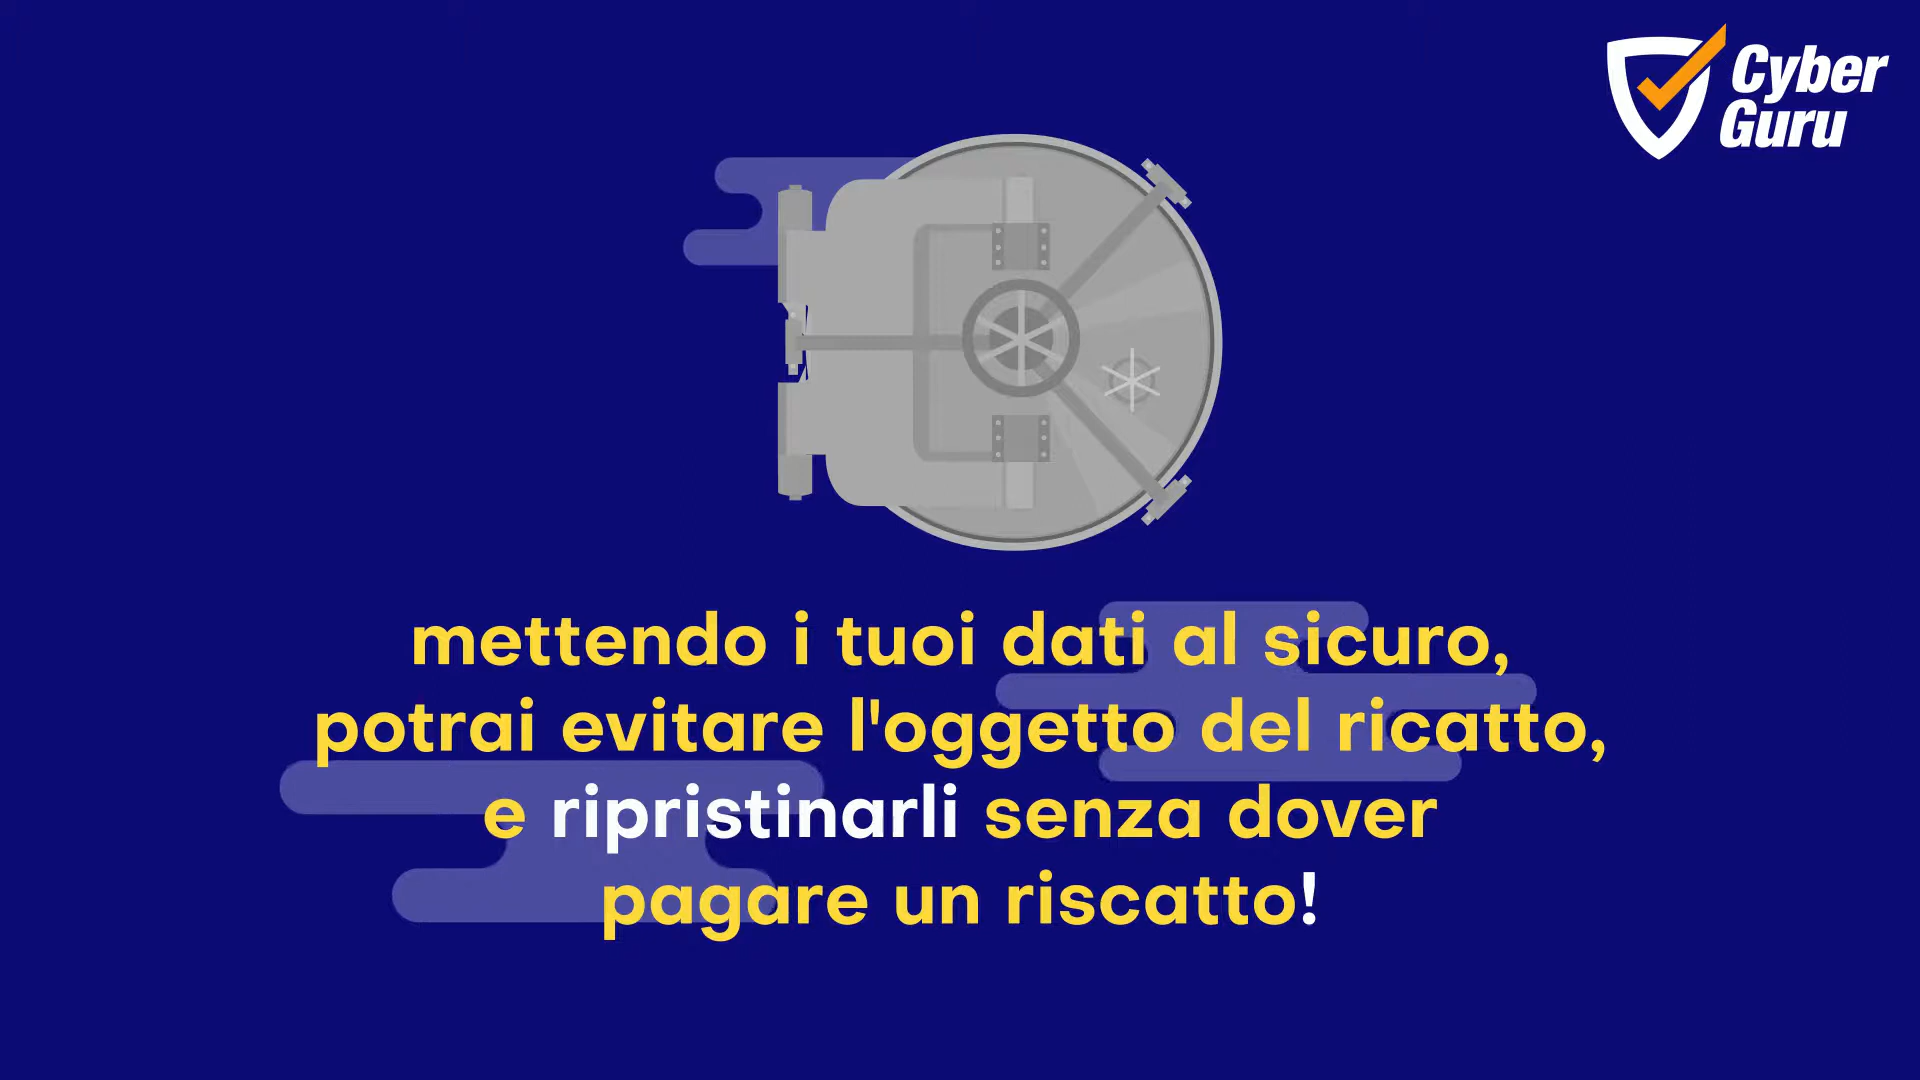 Cyber
Guru
mettendo i tuoi dati al sicuro,
potrai evitare l'oggetto del ricatto,
e ripristinarli senza dover
pagare un riscatto!